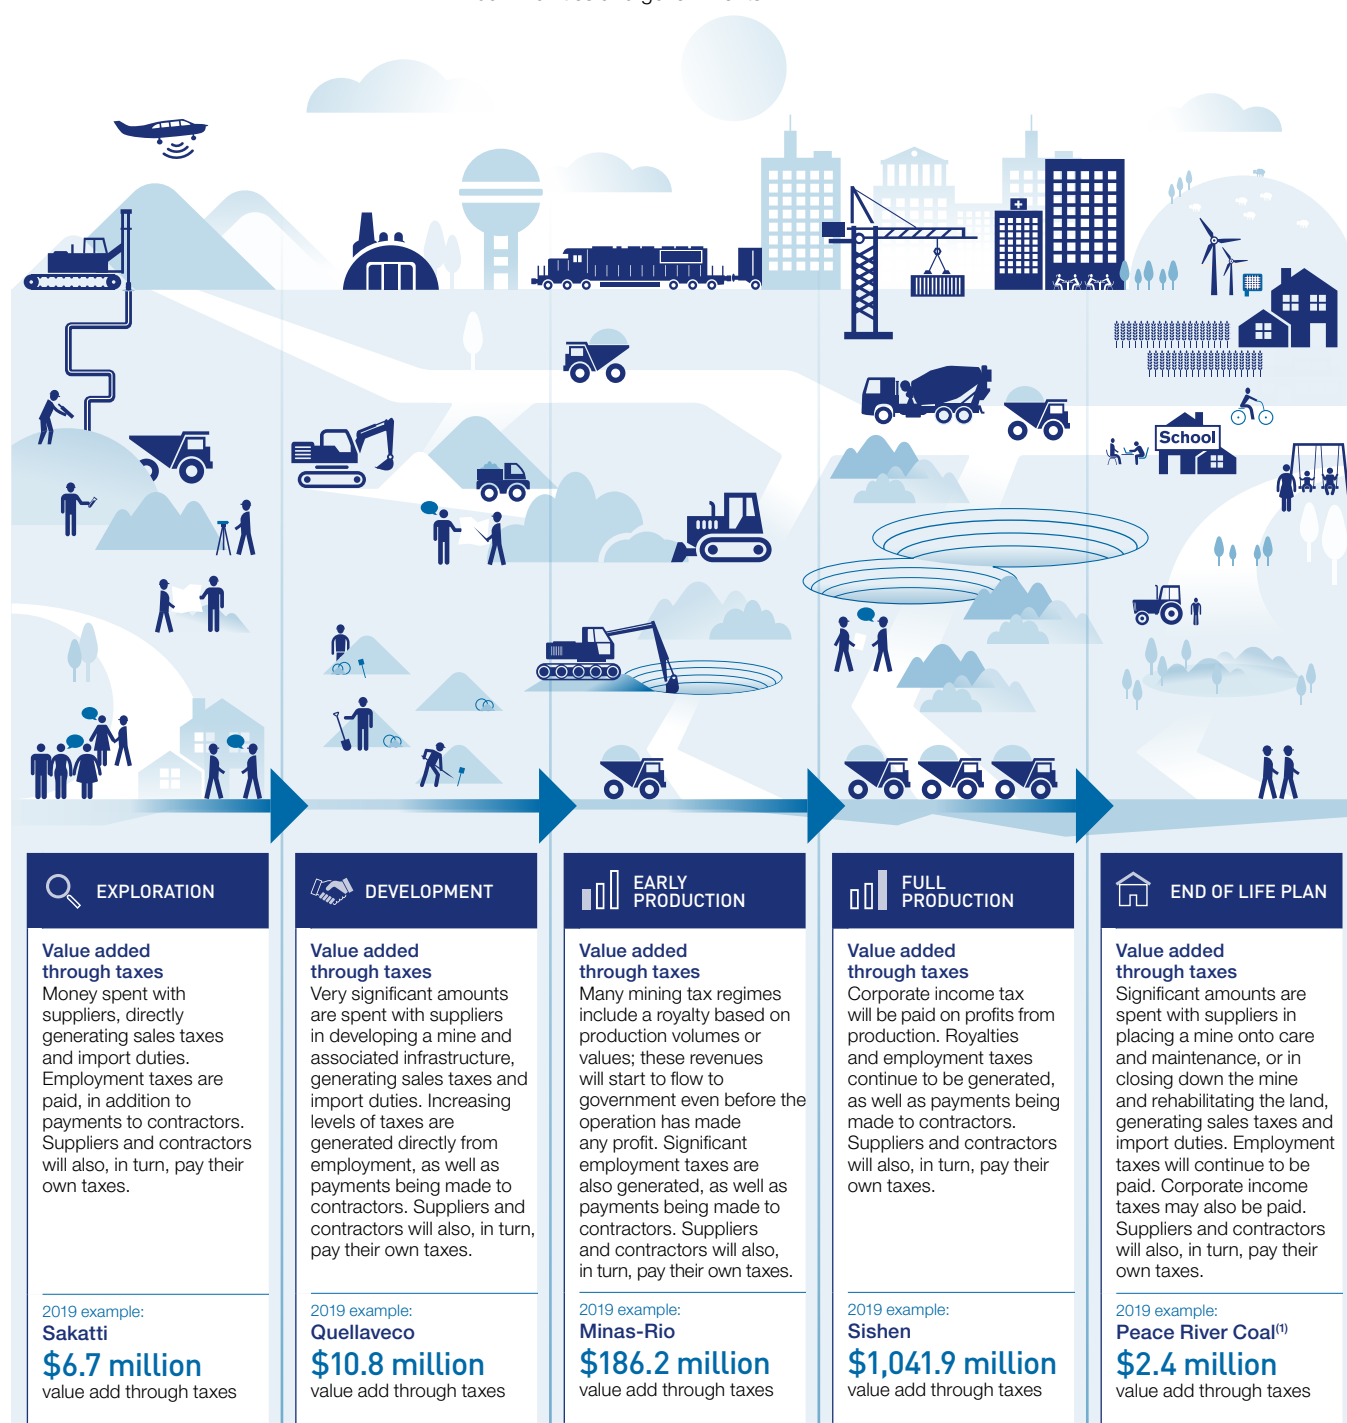 School
EXPLORATION
Value added
through taxes
Money spent with
suppliers, directly
generating sales taxes
and import duties.
Employment taxes are
paid, in addition to
payments to contractors.
Suppliers and contractors
will also, in turn, pay their
own taxes.
2019 example:
Sakatti
$6.7 million
value add through taxes
DEVELOPMENT
Value added
through taxes
Very significant amounts
are spent with suppliers
in developing a mine and
associated infrastructure,
generating sales taxes and
import duties. Increasing
levels of taxes are
generated directly from
employment, as well as
payments being made to
contractors. Suppliers and
contractors will also, in turn,
pay their own taxes.
2019 example:
Quellaveco
$10.8 million
value add through taxes
EARLY
PRODUCTION
Value added
through taxes
Many mining tax regimes
include a royalty based on
production volumes or
values; these revenues
will start to flow to
government even before the
operation has made
any profit. Significant
employment taxes are
also generated, as well as
payments being made to
contractors. Suppliers
and contractors will also,
in turn, pay their own taxes.
2019 example:
Minas-Rio
$186.2 million
value add through taxes
FULL
PRODUCTION
Value added
through taxes
Corporate income tax
will be paid on profits from
production. Royalties
and employment taxes
continue to be generated,
as well as payments being
made to contractors.
Suppliers and contractors
will also, in turn, pay their
own taxes.
2019 example:
Sishen
$1,041.9 million
value add through taxes
END OF LIFE PLAN
Value added
through taxes
Significant amounts are
spent with suppliers in
placing a mine onto care
and maintenance, or in
closing down the mine
and rehabilitating the land,
generating sales taxes and
import duties. Employment
taxes will continue to be
paid. Corporate income
taxes may also be paid.
Suppliers and contractors
will also, in turn, pay their
own taxes.
2019 example:
Peace River Coal(1)
$2.4 million
value add through taxes